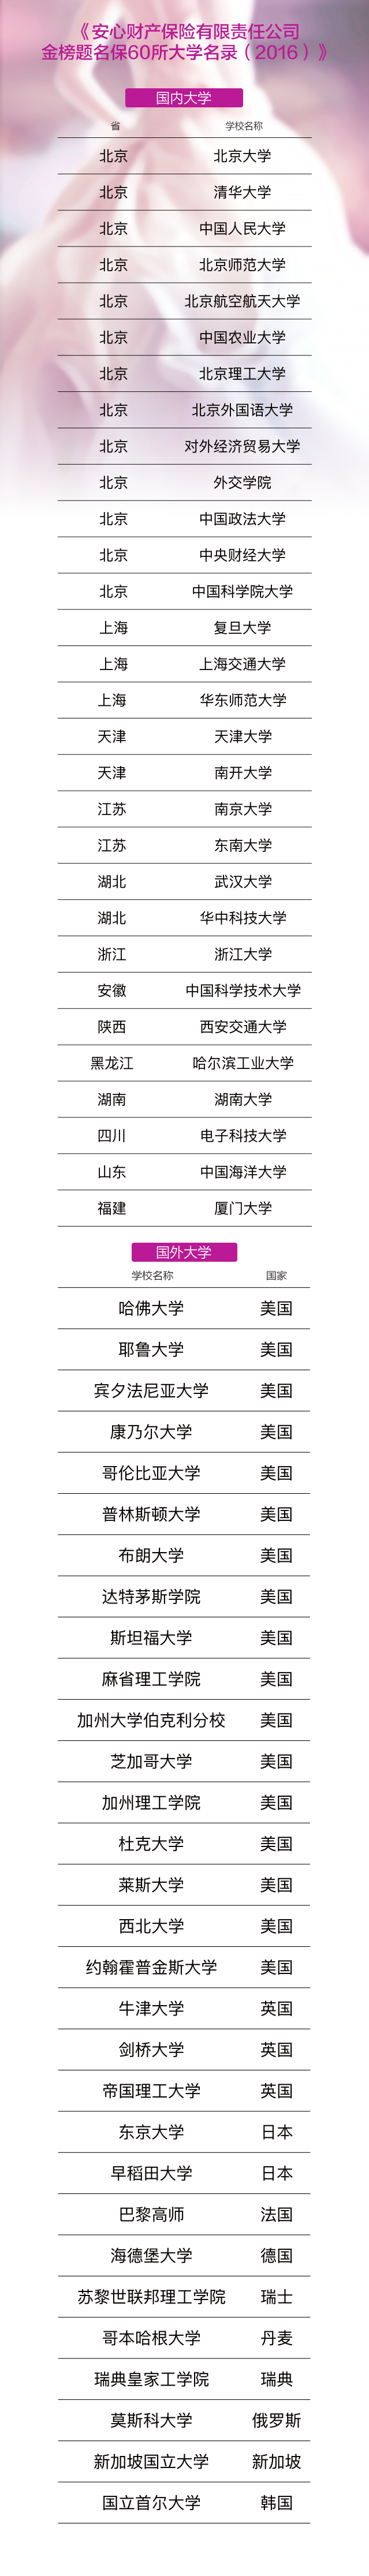 《安心财产保险有限责任公司
金榜题名保60所大学名录（2016）》
国内大学
省 学校名称
北京 北京大学
北京 清华大学
北京 中国人民大学
北京 北京师范大学
北京 北京航空航天大学
北京 中国农业大学
北京 北京理工大学
北京 北京外国语大学
北京 对外经济贸易大学
北京 外交学院
北京 中国政法大学
北京 中央财经大学
北京 中国科学院大学
上海 复旦大学
上海 上海交通大学
上海 华东师范大学
天津 天津大学
天津 南开大学
江苏 南京大学
江苏 东南大学
湖北 武汉大学
湖北 华中科技大学
浙江 浙江大学
安徽 中国科学技术大学
陕西 西安交通大学
黑龙江 哈尔滨工业大学
湖南 湖南大学
四川 电子科技大学
山东 中国海洋大学
福建 厦门大学
国外大学
学校名称 国家
哈佛大学 美国
耶鲁大学 美国
宾夕法尼亚大学 美国
康乃尔大学 美国
哥伦比亚大学 美国
普林斯顿大学 美国
布朗大学 美国
达特茅斯学院 美国
斯坦福大学 美国
麻省理工学院 美国
加州大学伯克利分校 美国
芝加哥大学 美国
加州理工学院 美国
杜克大学 美国
莱斯大学 美国
西北大学 美国
约翰霍普金斯大学 美国
牛津大学 英国
剑桥大学 英国
帝国理工大学 英国
东京大学 日本
早稻田大学 日本
巴黎高师 法国
海德堡大学 德国
苏黎世联邦理工学院 瑞士
哥本哈根大学 丹麦
瑞典皇家工学院 瑞典
莫斯科大学 俄罗斯
新加坡国立大学 新加坡
国立首尔大学 韩国